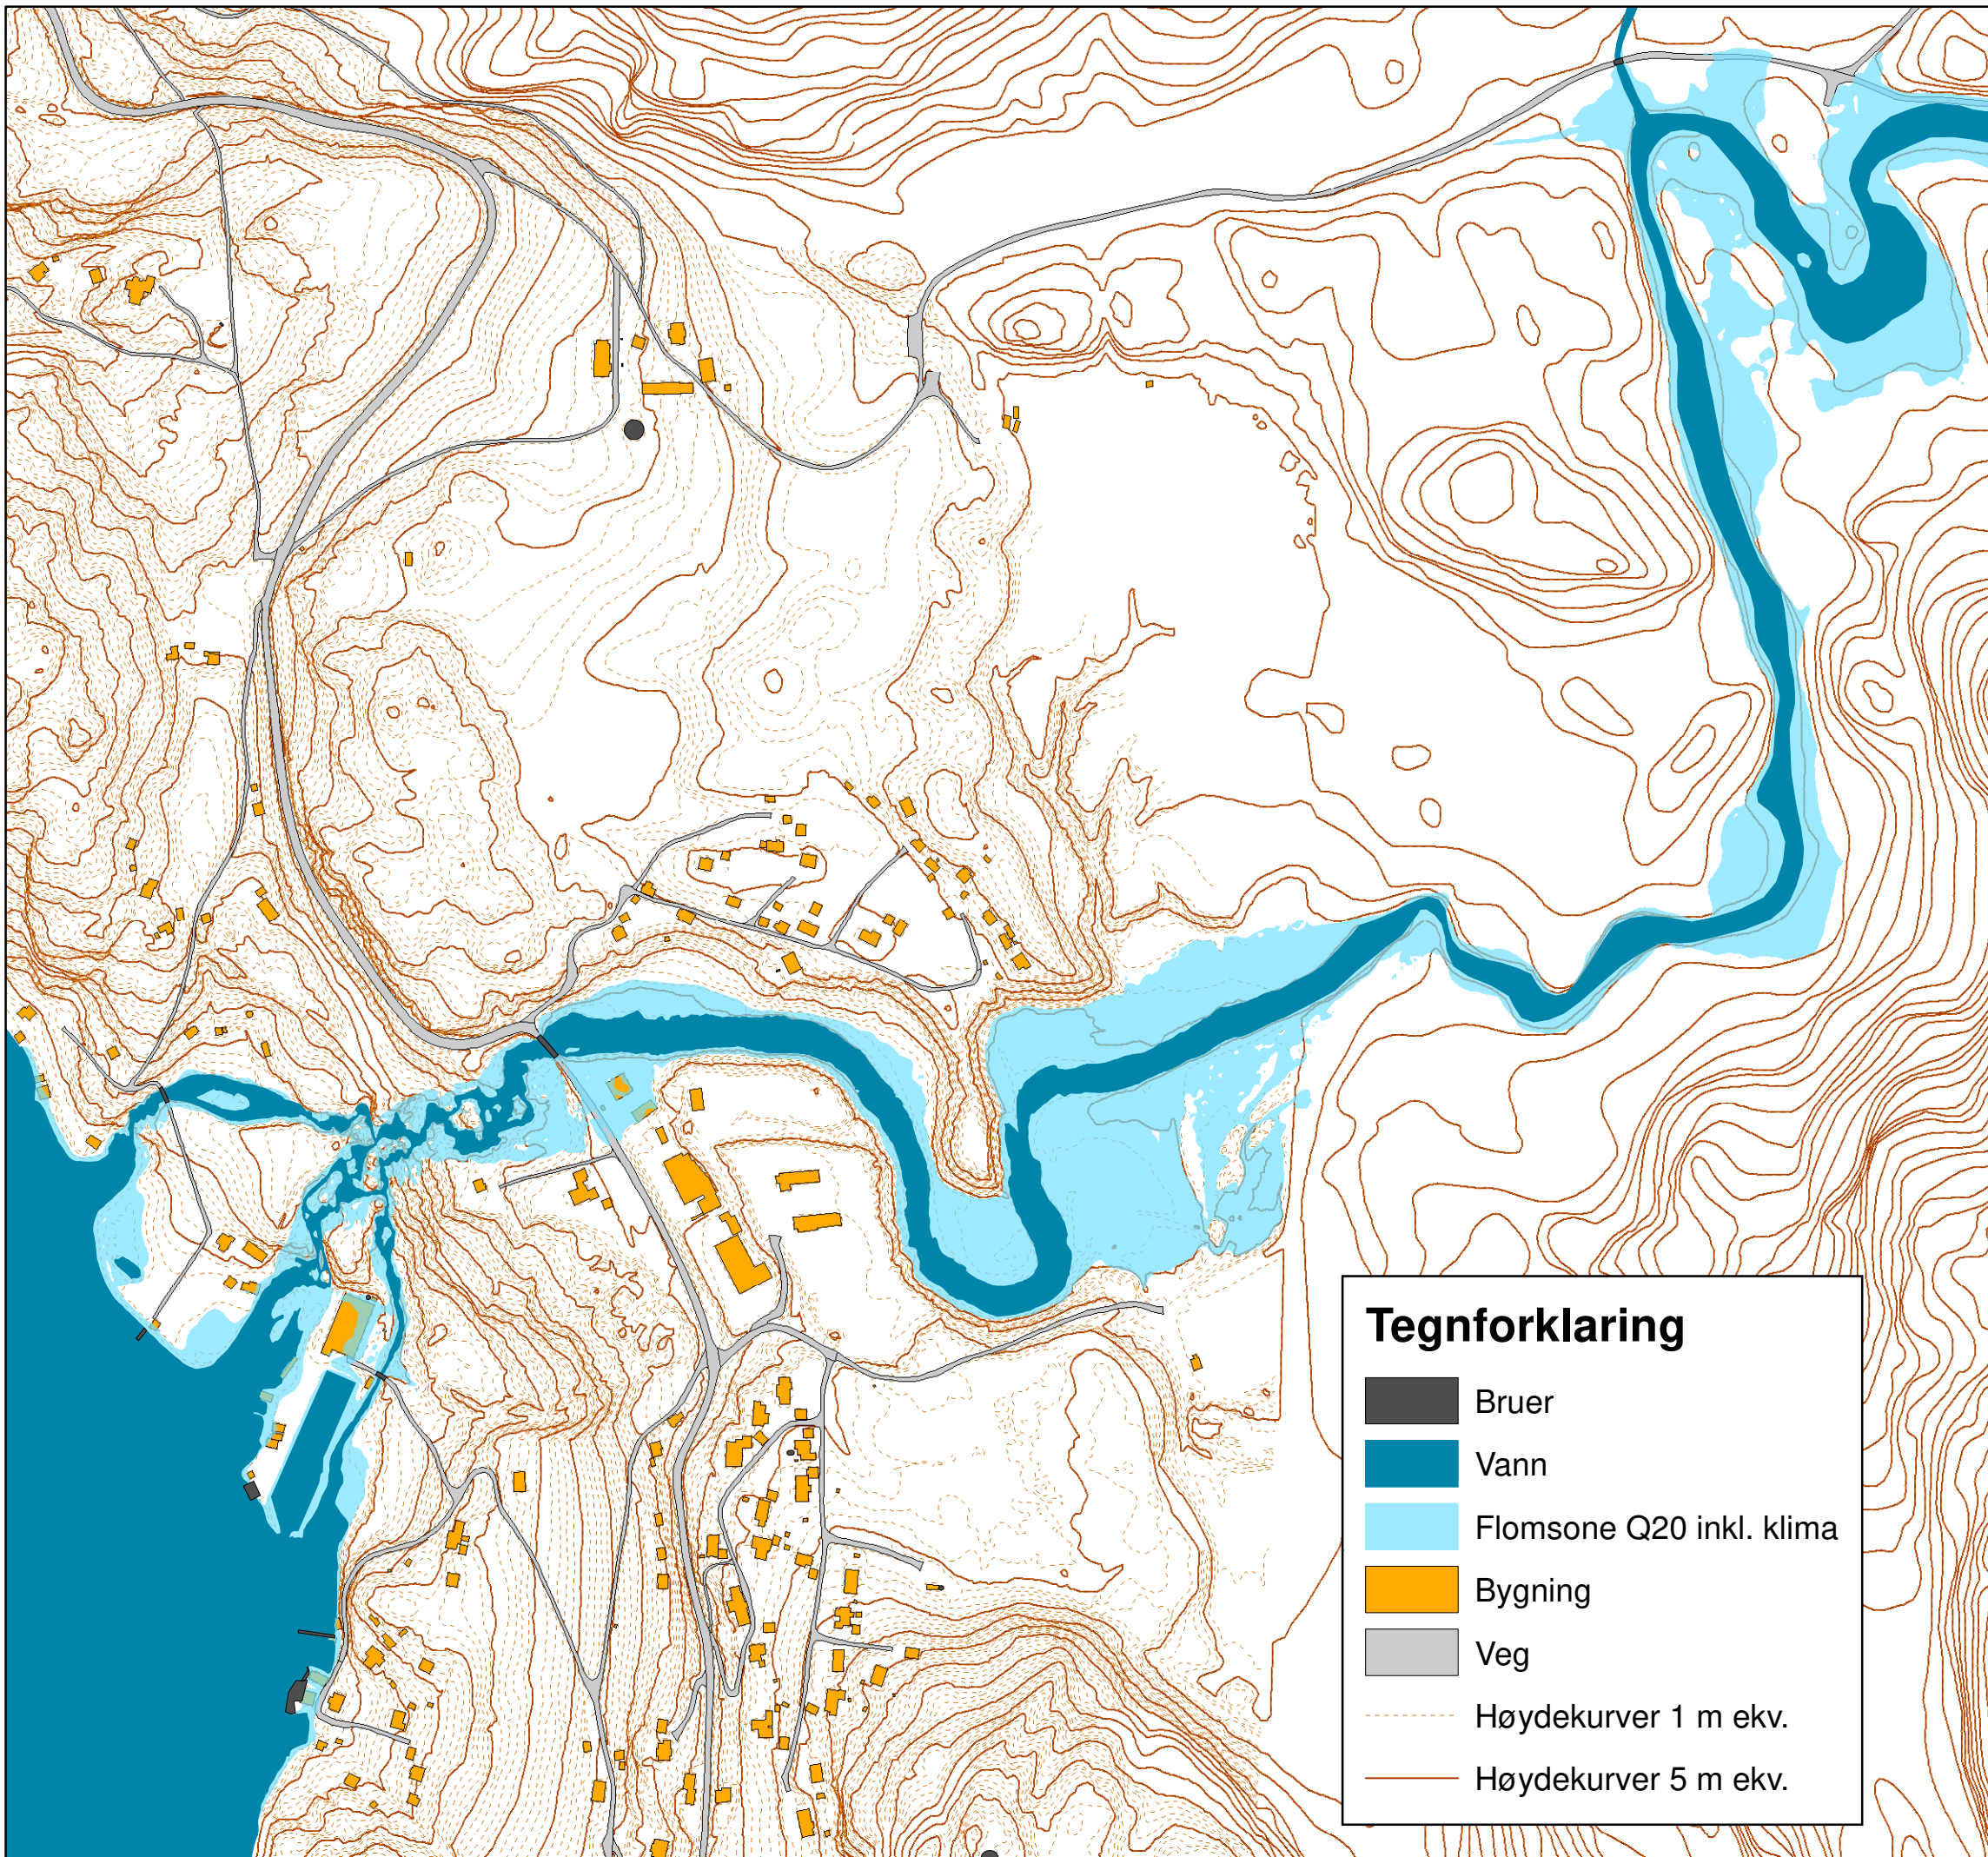 Tegnforklaring
Bruer
Vann
Flomsone Q20 inkl. klima
Bygning
Veg
Høydekurver 1 m ekv.
Høydekurver 5 m ekv.